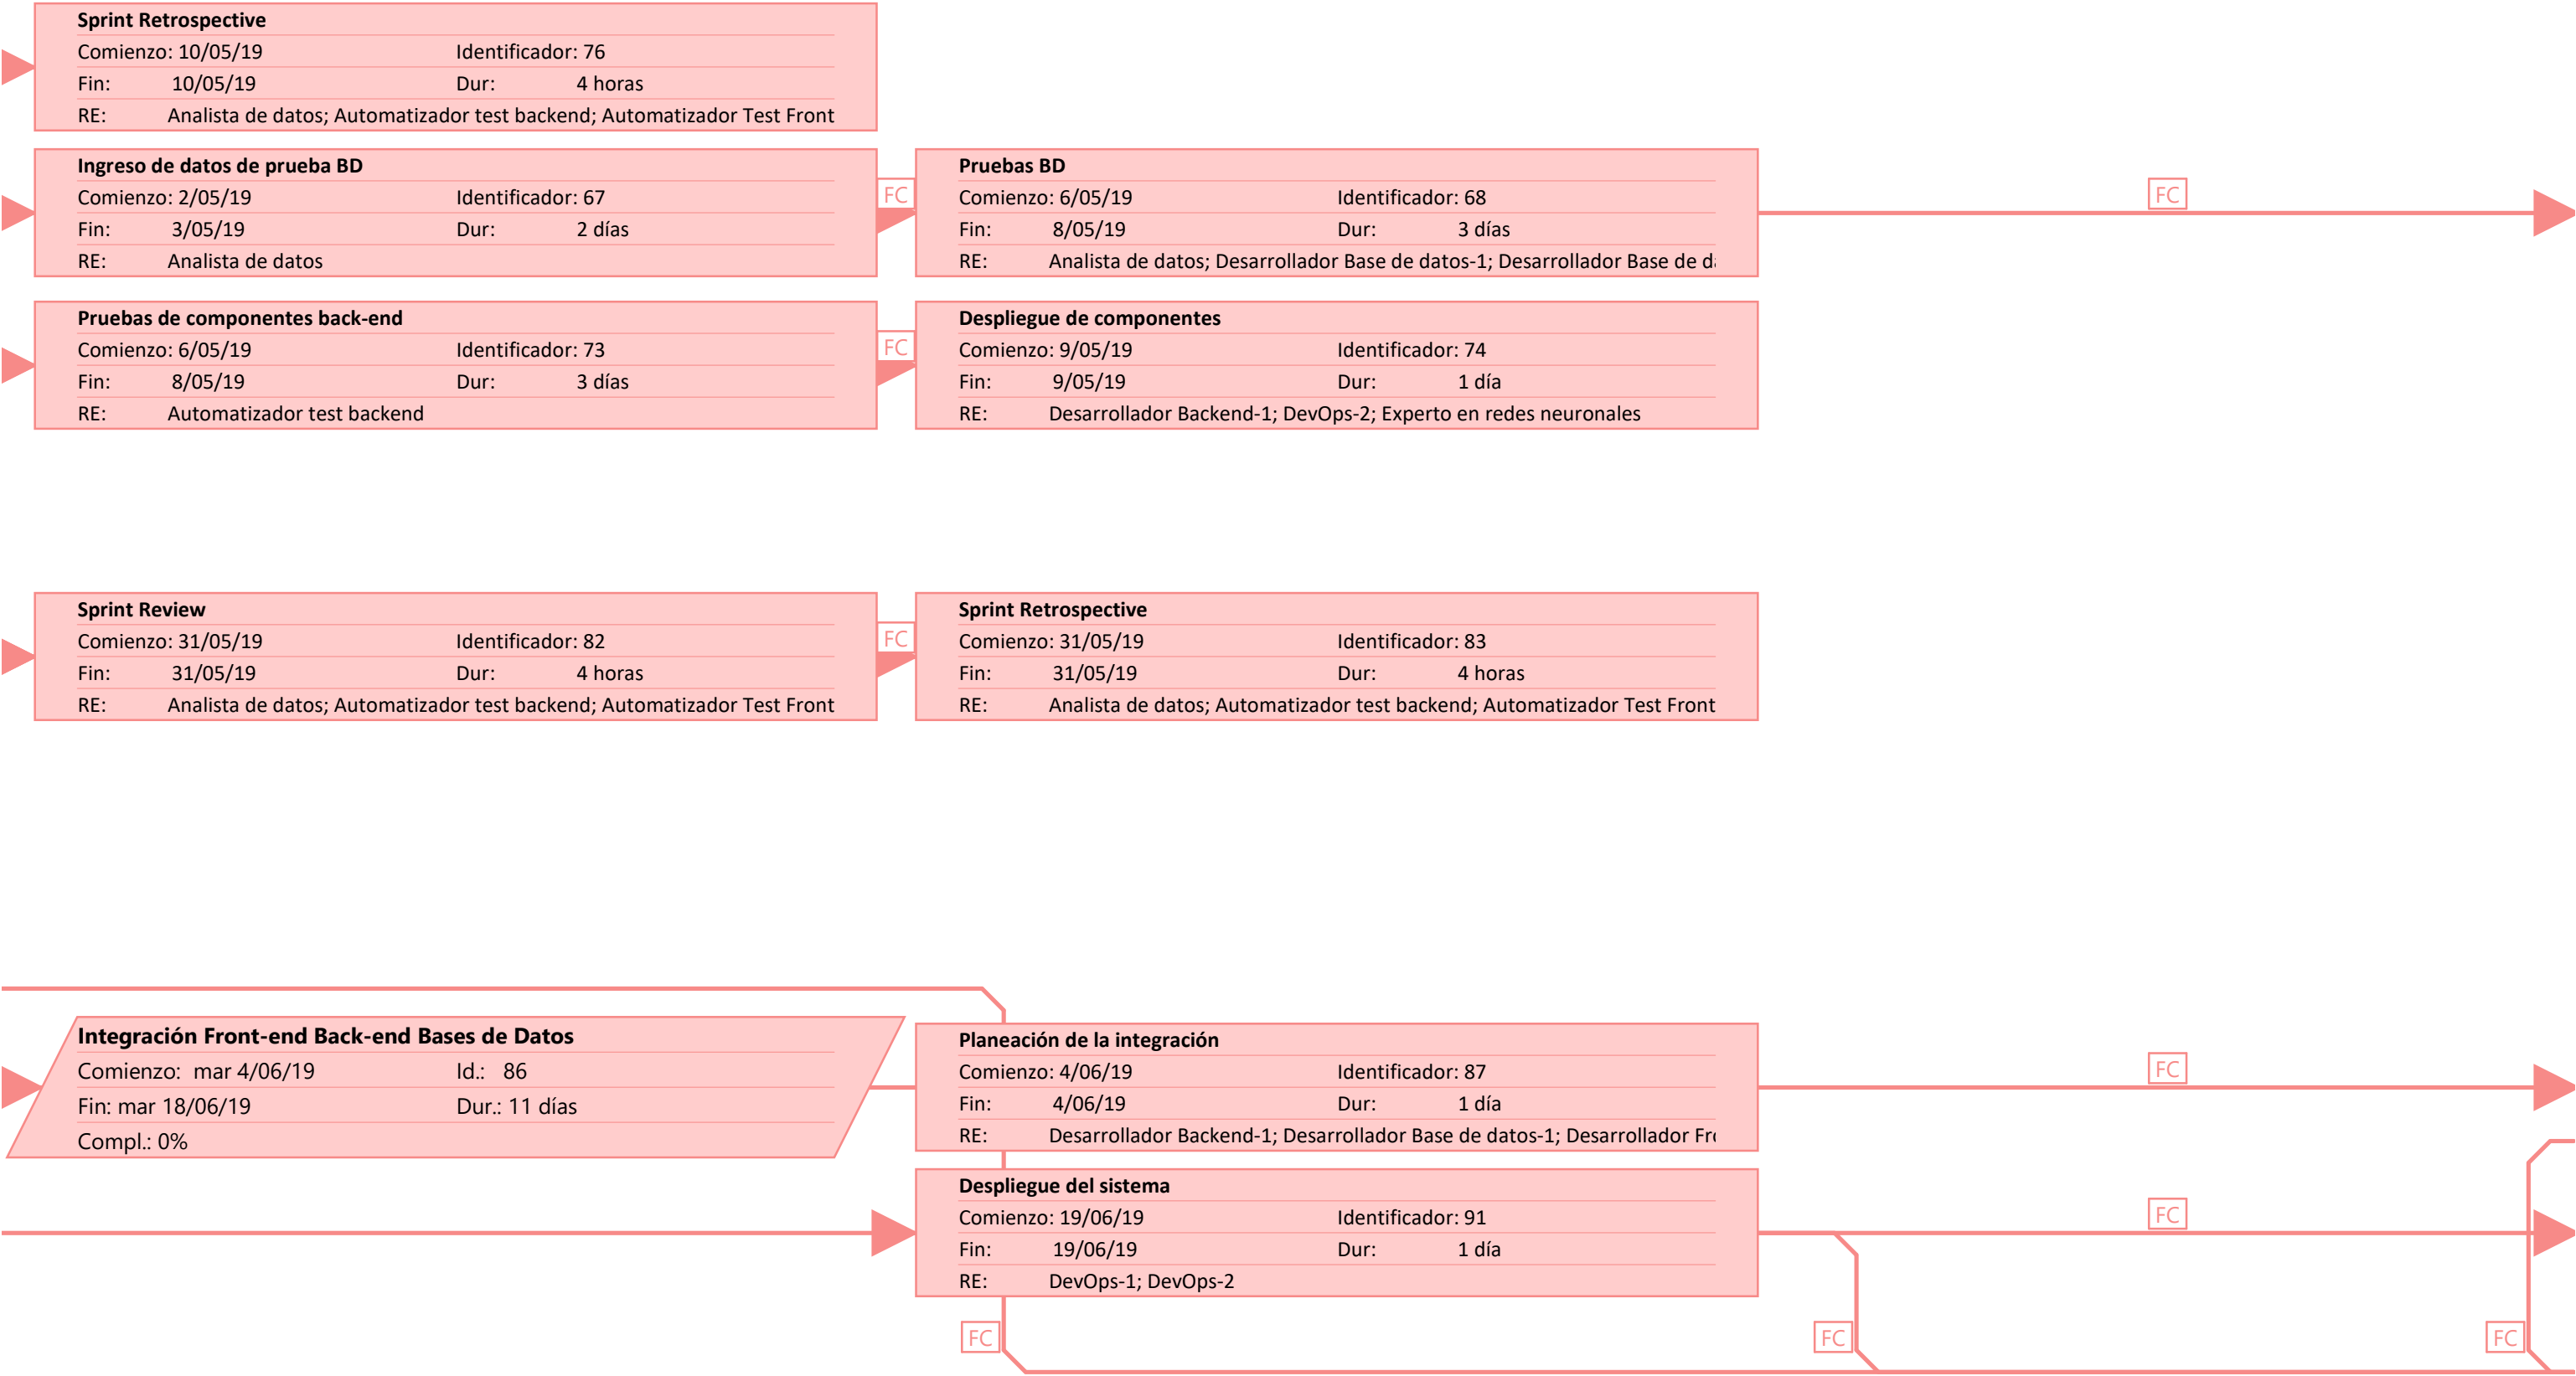 Sprint Retrospective
Comienzo: 10/05/19 Identificador: 76
Fin: 10/05/19 Dur: 4 horas
RE: Analista de datos; Automatizador test backend; Automatizador Test Front
Ingreso de datos de prueba BD
Comienzo: 2/05/19 Identificador: 67
Fin: 3/05/19 Dur: 2 días
RE: Analista de datos
FC
Pruebas BD
Comienzo: 6/05/19 Identificador: 68
Fin: 8/05/19 Dur: 3 días
RE: Analista de datos; Desarrollador Base de datos-1; Desarrollador Base de
FC
Pruebas de componentes back-end
Comienzo: 6/05/19 Identificador: 73
Fin: 8/05/19 Dur: 3 días
RE: Automatizador test backend
FC
Despliegue de componentes
Comienzo: 9/05/19 Identificador: 74
Fin: 9/05/19 Dur: 1 día
RE: Desarrollador Backend-1; DevOps-2; Experto en redes neuronales
Sprint Review
Comienzo: 31/05/19 Identificador: 82
Fin: 31/05/19 Dur: 4 horas
RE: Analista de datos; Automatizador test backend; Automatizador Test Front
FC
Sprint Retrospective
Comienzo: 31/05/19 Identificador: 83
Fin: 31/05/19 Dur: 4 horas
RE: Analista de datos; Automatizador test backend; Automatizador Test Front
Integración Front-end Back-end Bases de Datos
Comienzo: mar 4/06/19 Id.: 86
Fin: mar 18/06/19 Dur.: 11 días
Compl.: 0%
Planeación de la integración
Comienzo: 4/06/19 Identificador: 87
Fin: 4/06/19 Dur: 1 día
RE: Desarrollador Backend-1; Desarrollador Base de datos-1; Desarrollador
FC
Despliegue del sistema
Comienzo: 19/06/19 Identificador: 91
Fin: 19/06/19 Dur: 1 día
RE: DevOps-1; DevOps-2
FC
FC
FC
FC